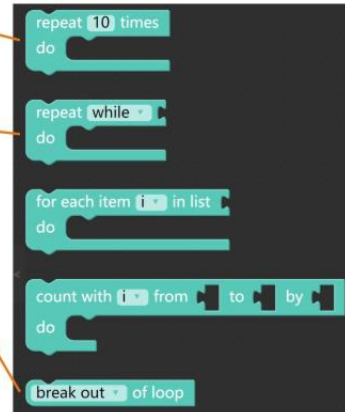 repeat 10 times
do
repeat while
do
for each item i in list
do
count with i from to by
do
break out of loop